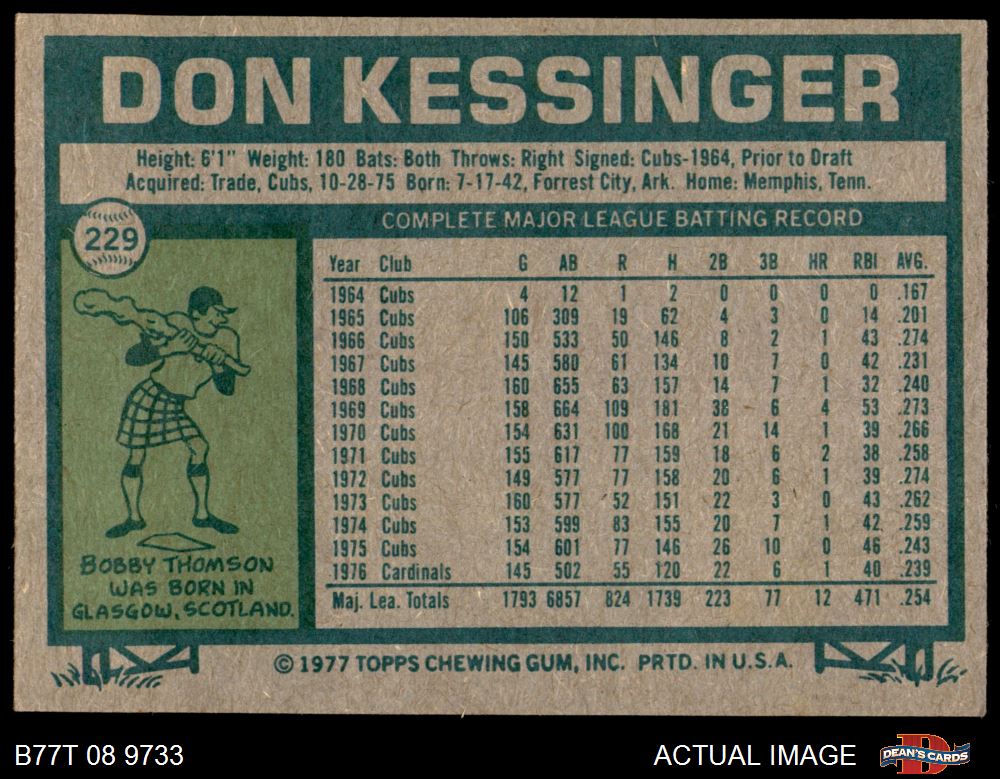 DON KESSINGER
Height: 6'1" Weight: 180 Bats: Both Throws: Right Signed: Cubs-1964, Prior to Draft
Acquired: Trade, Cubs, 10-28-75 Born: 7-17-42, Forrest City, Ark. Home: Memphis, Tenn.
229
COMPLETE MAJOR LEAGUE BATTING RECORD
Year Club G AB R H 2B 3B HR RBI AVG.
1964 Cubs 4 12 1 2 0 0 0 0 .167
1965 Cubs 106 309 19 62 4 3 0 14 .201
1966 Cubs 150 533 50 146 8 2 1 43 .274
1967 Cubs 145 580 61 134 10 7 0 42 .231
1968 Cubs 160 655 63 157 14 7 1 32 .240
1969 Cubs 158 664 109 181 38 6 4 53 .273
1970 Cubs 154 631 100 168 21 14 1 39 .266
1971 Cubs 155 617 77 159 18 6 2 38 .258
1972 Cubs 149 577 77 158 20 6 1 39 .274
1973 Cubs 160 577 52 151 22 3 0 43 .262
1974 Cubs 153 599 83 155 20 7 1 42 .259
1975 Cubs 154 601 77 146 26 10 0 46 .243
1976 Cardinals 145 502 55 120 22 6 1 40 .239
Maj. Lea. Totals 1793 6857 824 1739 223 77 12 471 .254
BOBBY THOMSON
WAS BORN IN
GLASGOW, SCOTLAND.
© 1977 TOPPS CHEWING GUM, INC. PRTD. IN U.S.A.
B77T 08 9733
ACTUAL IMAGE
DEAN'S CARDS